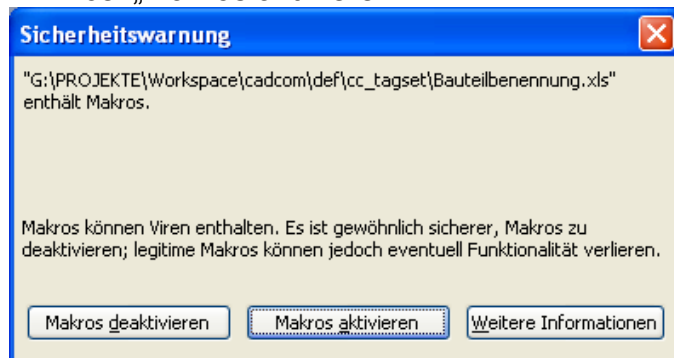 Sicherheitswarnung
"G:\PROJEKTE\Workspace\cadcom\def\cc_tagset\Bauteilbenennung.xls"
enthält Makros.
Makros können Viren enthalten. Es ist gewöhnlich sicherer, Makros zu
deaktivieren; legitime Makros können jedoch eventuell Funktionalität verlieren.
Makros deaktivieren
Makros aktivieren
Weitere Informationen